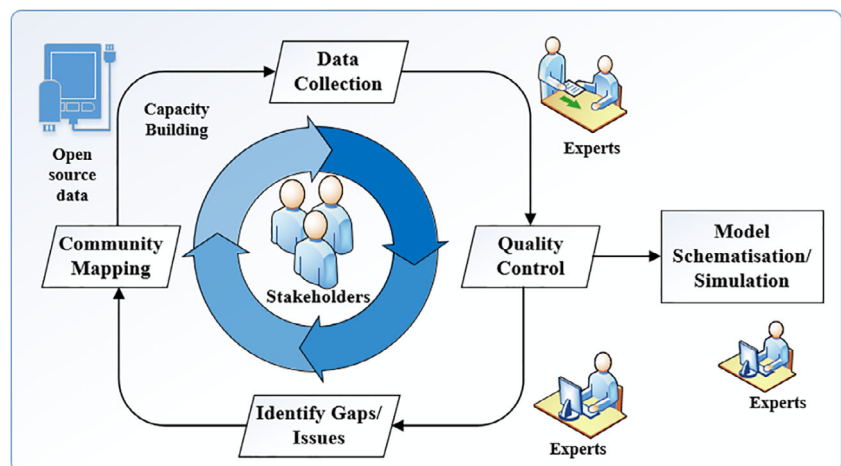 Data
Collection
Capacity
Building
Open
source
data
Experts
Community
Mapping
Stakeholders
Quality
Control
Model
Schematisation/
Simulation
Identify Gaps/
Issues
Experts
Experts